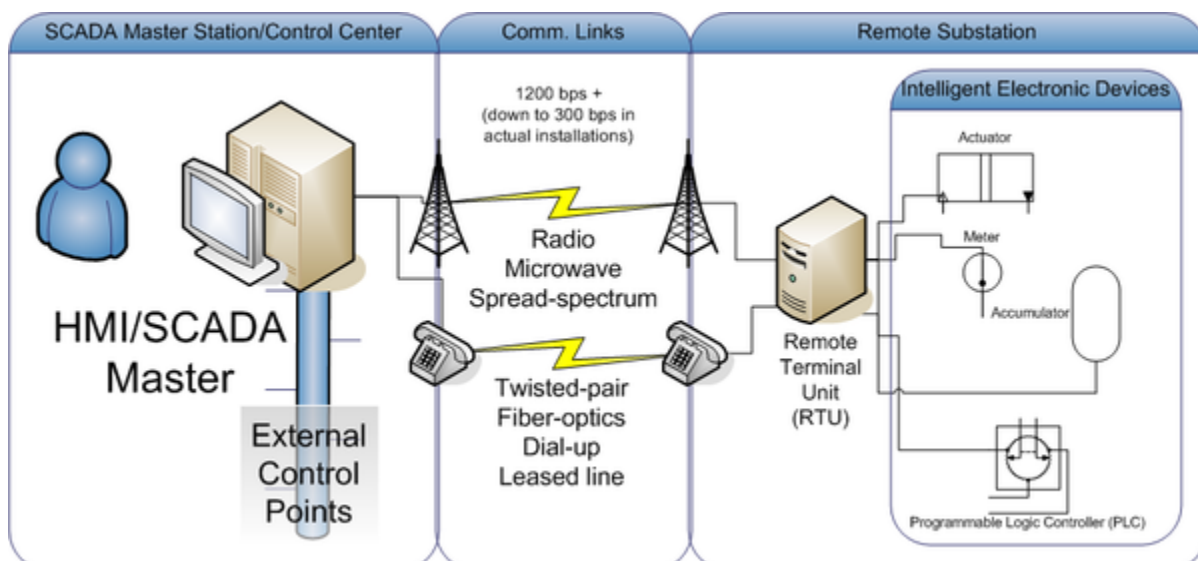 SCADA Master Station/Control Center
Comm. Links
Remote Substation
1200 bps +
(down to 300 bps in
actual installations)
Intelligent Electronic Devices
Actuator
Radio
Microwave
Spread-spectrum
Meter
Accumulator
HMI/SCADA
Master
Remote
Terminal
Unit
(RTU)
Twisted-pair
Fiber-optics
Dial-up
Leased line
External
Control
Points
Programmable Logic Controller (PLC)